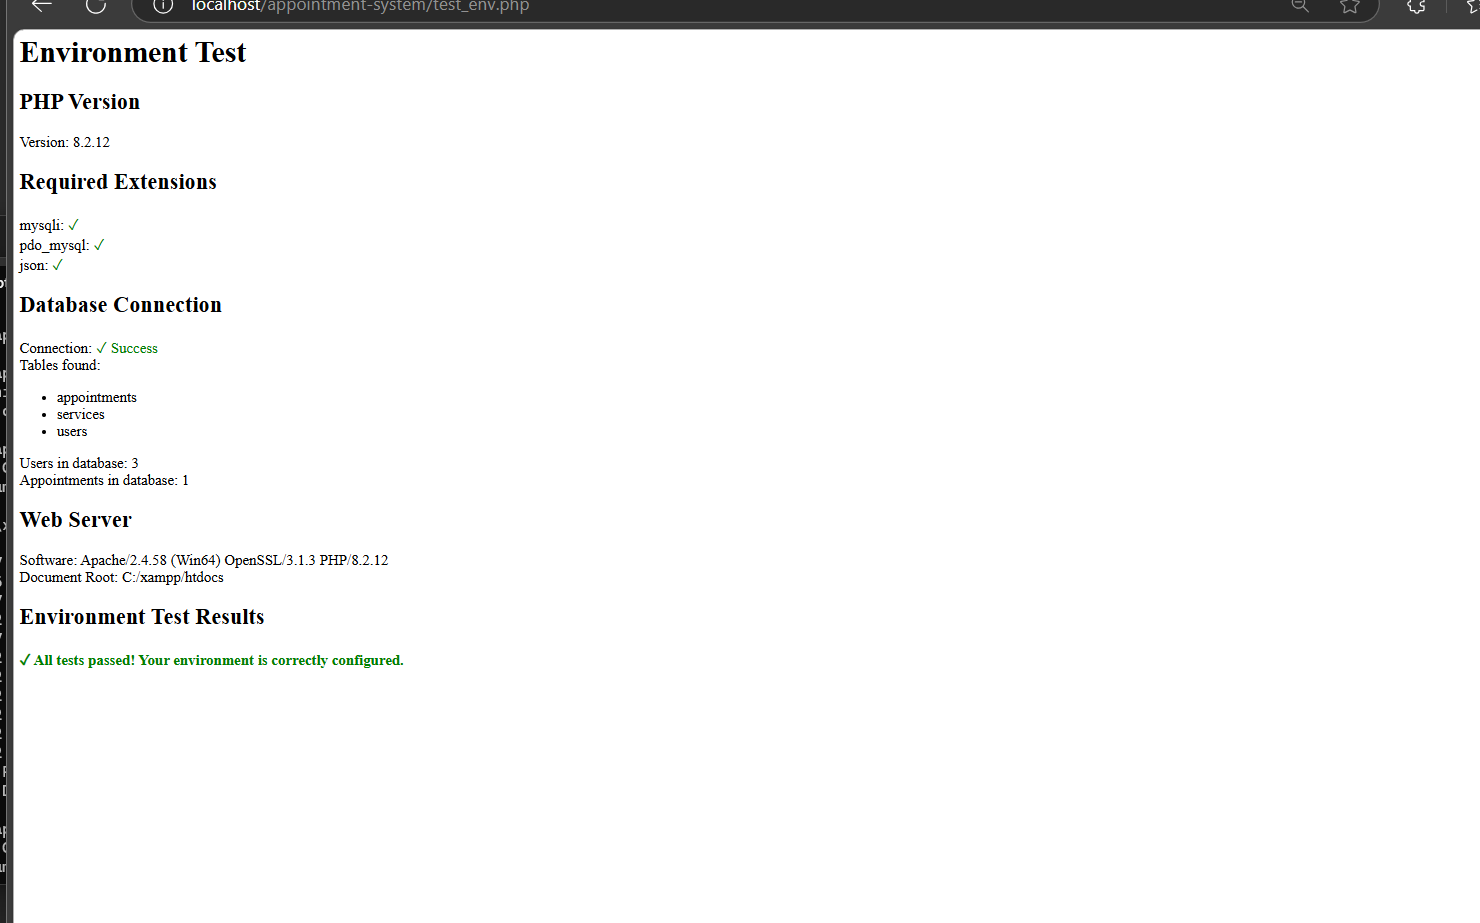 localhost/appointment-system/test_env.php
Environment Test
PHP Version
Version: 8.2.12
Required Extensions
mysqli: ✓
pdo_mysql: ✓
json: ✓
Database Connection
Connection: ✓ Success
Tables found:
• appointments
• services
• users
Users in database: 3
Appointments in database: 1
Web Server
Software: Apache/2.4.58 (Win64) OpenSSL/3.1.3 PHP/8.2.12
Document Root: C:/xampp/htdocs
Environment Test Results
✓ All tests passed! Your environment is correctly configured.